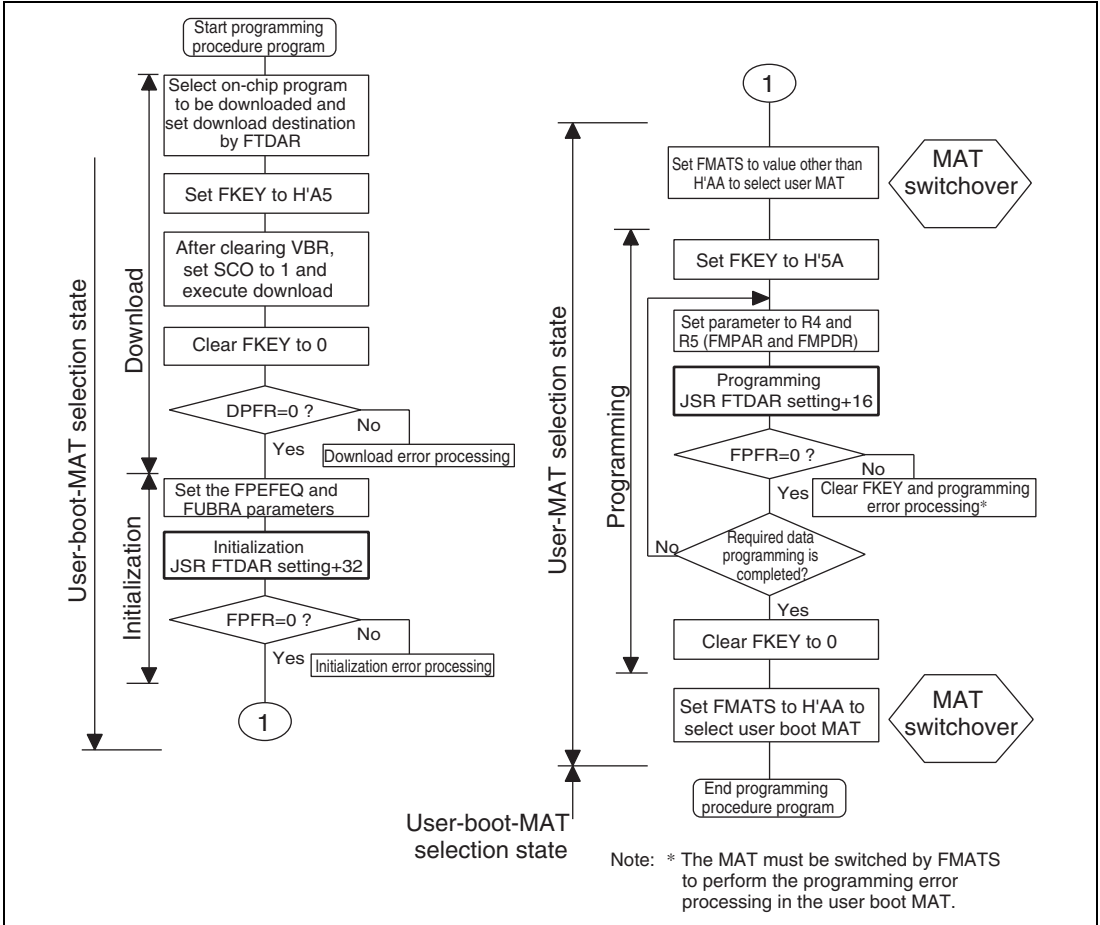 Start programming
procedure program
Select on-chip program
to be downloaded and
set download destination
by FTDAR
Set FKEY to H'A5
After clearing VBR,
set SCO to 1 and
execute download
Clear FKEY to 0
DPFR=0 ?
No
Yes
Download error processing
Set the FPEFEQ and
FUBRA parameters
Initialization
JSR FTDAR setting+32
FPFR=0 ?
No
Yes
Initialization error processing
1
Download
Initialization
User-boot-MAT selection state
1
Set FMATS to value other than
H'AA to select user MAT
MAT
switchover
Set FKEY to H'5A
Set parameter to R4 and
R5 (FMPAR and FMPDR)
Programming
JSR FTDAR setting+16
FPFR=0 ?
No
Yes
Clear FKEY and programming
error processing*
Required data
programming is
completed?
No
Yes
Clear FKEY to 0
Set FMATS to H'AA to
select user boot MAT
MAT
switchover
End programming
procedure program
Programming
User-MAT selection state
User-boot-MAT
selection state
Note: * The MAT must be switched by FMATS
to perform the programming error
processing in the user boot MAT.